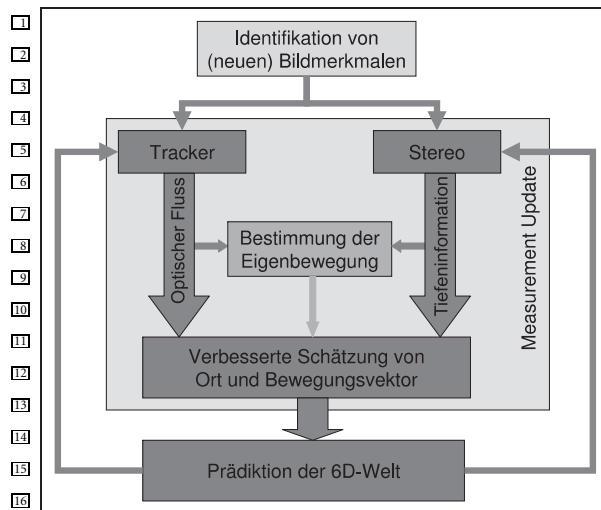 1
2
3
4
5
6
7
8
9
10
11
12
13
14
15
16
Identifikation von
(neuen) Bildmerkmalen
Tracker
Stereo
Optischer Fluss
Tiefeninformation
Measurement Update
Bestimmung der
Eigenbewegung
Verbesserte Schätzung von
Ort und Bewegungsvektor
Prädiktion der 6D-Welt